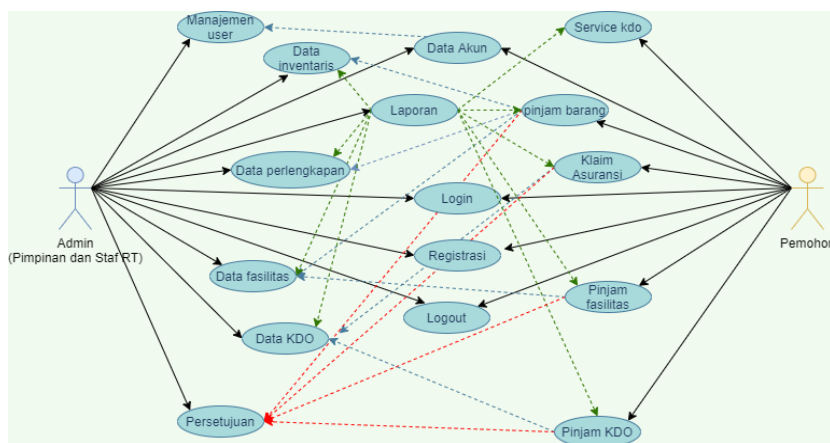 Manajemen
user
Service kdo
Data
inventaris
Data Akun
Laporan
pinjam barang
Data perlengkapan
Klaim
Asuransi
Login
Admin
(Pimpinan dan Staf RT)
Pemohon
Registrasi
Data fasilitas
Pinjam
fasilitas
Logout
Data KDO
Persetujuan
Pinjam KDO